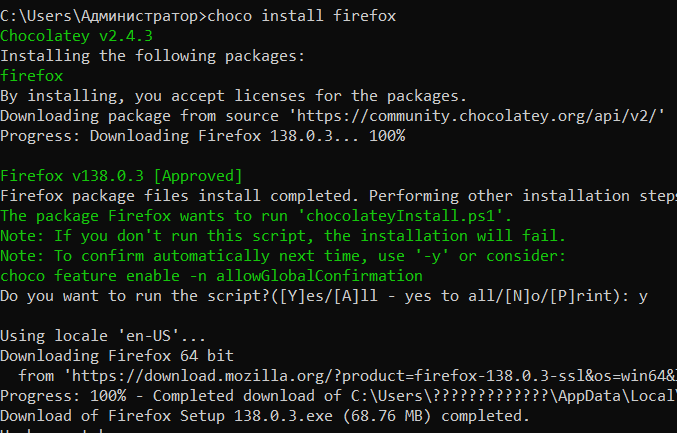 C:\Users\Администратор>choco install firefox
Chocolatey v2.4.3
Installing the following packages:
firefox
By installing, you accept licenses for the packages.
Downloading package from source 'https://community.chocolatey.org/api/v2/'
Progress: Downloading Firefox 138.0.3... 100%
Firefox v138.0.3 [Approved]
Firefox package files install completed. Performing other installation steps
The package Firefox wants to run 'chocolateyInstall.ps1'.
Note: If you don't run this script, the installation will fail.
Note: To confirm automatically next time, use '-y' or consider:
choco feature enable -n allowGlobalConfirmation
Do you want to run the script?([Y]es/[A]ll - yes to all/[N]o/[P]rint): y
Using locale 'en-US'...
Downloading Firefox 64 bit
from 'https://download.mozilla.org/?product=firefox-138.0.3-ssl&os=win64&
Progress: 100% - Completed download of C:\Users\?????????????\AppData\Local\
Download of Firefox Setup 138.0.3.exe (68.76 MB) completed.